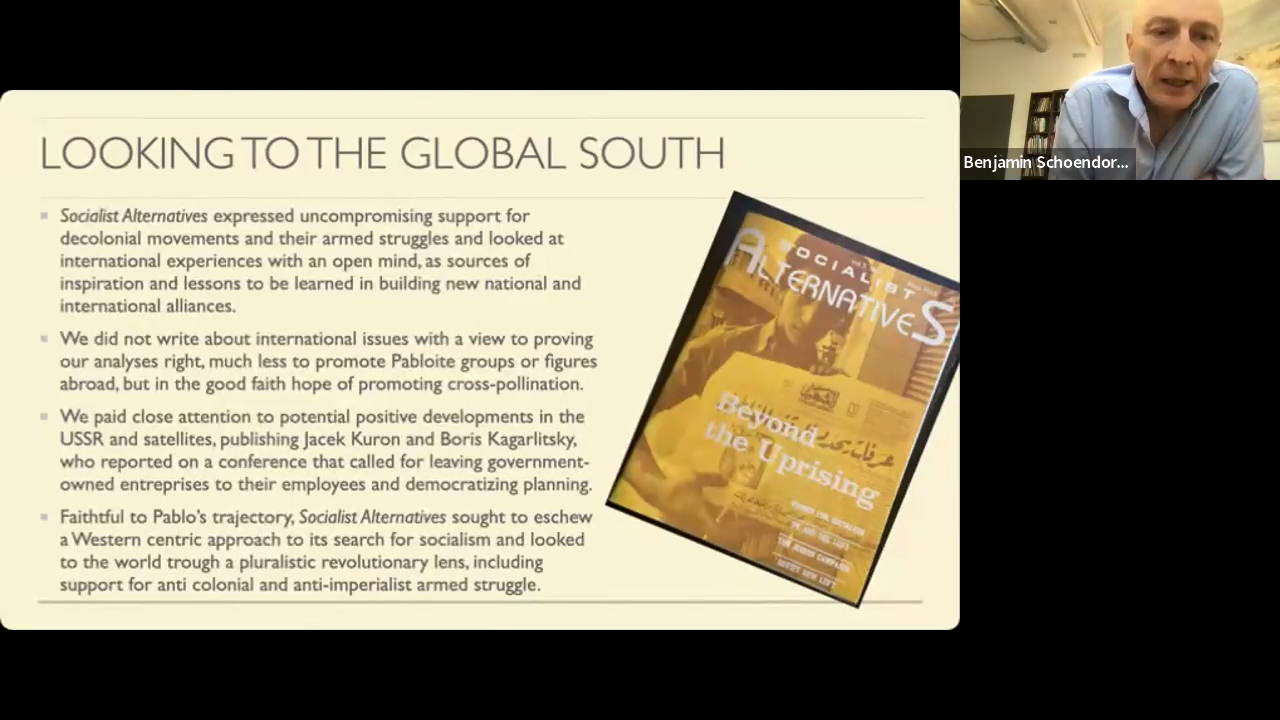 LOOKING TO THE GLOBAL SOUTH
Socialist Alternatives expressed uncompromising support for
decolonial movements and their armed struggles and looked at
international experiences with an open mind, as sources of
inspiration and lessons to be learned in building new national and
international alliances.
We did not write about international issues with a view to proving
our analyses right, much less to promote Pabloite groups or figures
abroad, but in the good faith hope of promoting cross-pollination.
We paid close attention to potential positive developments in the
USSR and satellites, publishing Jacek Kuron and Boris Kagarlitsky,
who reported on a conference that called for leaving government-
owned entreprises to their employees and democratizing planning.
Faithtful to Pablo's trajectory, Socialist Alternatives sought to eschew
a Western centric approach to its search for socialism and looked
to the world trough a pluralistic revolutionary lens, including
support for anti colonial and anti-imperialist armed struggle.
SOCIALIST
ALTERNATIVES
Beyond
the Uprising
SOVIET NEW LEFT
Benjamin Schoendor...